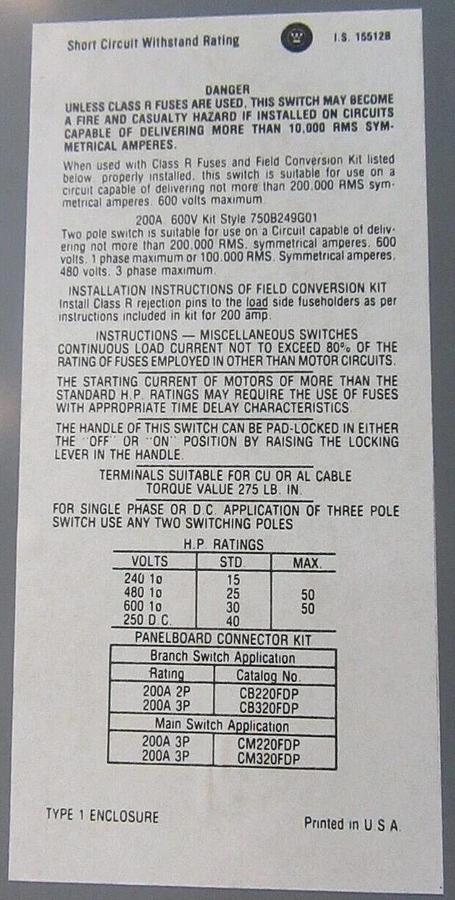 Short Circuit Withstand Rating
I.S. 15512B
DANGER
UNLESS CLASS R FUSES ARE USED, THIS SWITCH MAY BECOME
A FIRE AND CASUALTY HAZARD IF INSTALLED ON CIRCUITS
CAPABLE OF DELIVERING MORE THAN 10,000 RMS SYM-
METRICAL AMPERES.
When used with Class R Fuses and Field Conversion Kit listed
below, properly installed, this switch is suitable for use on a
circuit capable of delivering not more than 200,000 RMS sym-
metrical amperes. 600 volts maximum.
200A. 600V Kit Style 750B249G01
Two pole switch is suitable for use on a Circuit capable of deliv-
ering not more than 200,000 RMS. symmetrical amperes. 600
volts. 1 phase maximum or 100,000 RMS. Symmetrical amperes,
480 volts. 3 phase maximum.
INSTALLATION INSTRUCTIONS OF FIELD CONVERSION KIT
Install Class R rejection pins to the load side fuseholders as per
instructions included in kit for 200 amp.
INSTRUCTIONS — MISCELLANEOUS SWITCHES
CONTINUOUS LOAD CURRENT NOT TO EXCEED 80% OF THE
RATING OF FUSES EMPLOYED IN OTHER THAN MOTOR CIRCUITS.
THE STARTING CURRENT OF MOTORS OF MORE THAN THE
STANDARD H.P. RATINGS MAY REQUIRE THE USE OF FUSES
WITH APPROPRIATE TIME DELAY CHARACTERISTICS.
THE HANDLE OF THIS SWITCH CAN BE PAD-LOCKED IN EITHER
THE "OFF" OR "ON" POSITION BY RAISING THE LOCKING
LEVER IN THE HANDLE.
TERMINALS SUITABLE FOR CU OR AL CABLE
TORQUE VALUE 275 LB. IN.
FOR SINGLE PHASE OR D.C. APPLICATION OF THREE POLE
SWITCH USE ANY TWO SWITCHING POLES
H.P. RATINGS
VOLTS STD. MAX.
240 1ø 15
480 1ø 25 50
600 1ø 30 50
250 D.C. 40
PANELBOARD CONNECTOR KIT
Branch Switch Application
Rating Catalog No.
200A 2P CB220FDP
200A 3P CB320FDP
Main Switch Application
200A 3P CM220FDP
200A 3P CM320FDP
TYPE 1 ENCLOSURE
Printed in U S A.